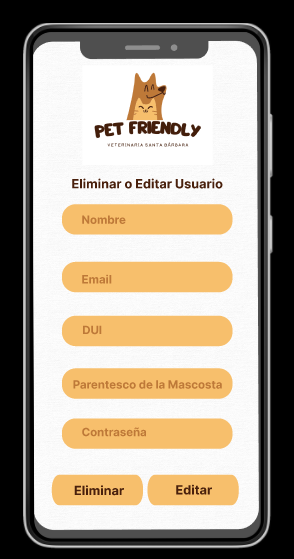 PET FRIENDLY
VETERINARIA SANTA BÁRBARA
Eliminar o Editar Usuario
Nombre
Email
DUI
Parentesco de la Mascosta
Contraseña
Eliminar
Editar